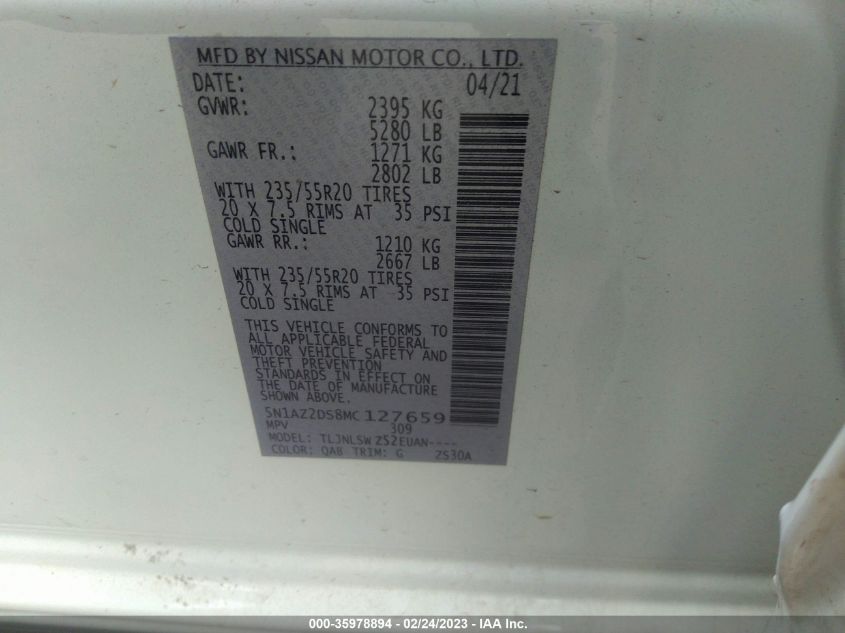 MFD BY NISSAN MOTOR CO., LTD.
DATE: 04/21
GVWR: 2395 KG
5280 LB
GAWR FR.: 1271 KG
2802 LB
WITH 235/55R20 TIRES
20 X 7.5 RIMS AT 35 PSI
COLD SINGLE
GAWR RR.: 1210 KG
2667 LB
WITH 235/55R20 TIRES
20 X 7.5 RIMS AT 35 PSI
COLD SINGLE
THIS VEHICLE CONFORMS TO
ALL APPLICABLE FEDERAL
MOTOR VEHICLE SAFETY AND
THEFT PREVENTION
STANDARDS IN EFFECT ON
THE DATE OF MANUFACTURE
SHOWN ABOVE.
5N1AZ2DS8MC127659
MPV 309
MODEL: TLJNLSWZS2EUAN----
COLOR: QAB TRIM: G ZS30A
000-35978894 - 02/24/2023 - IAA Inc.